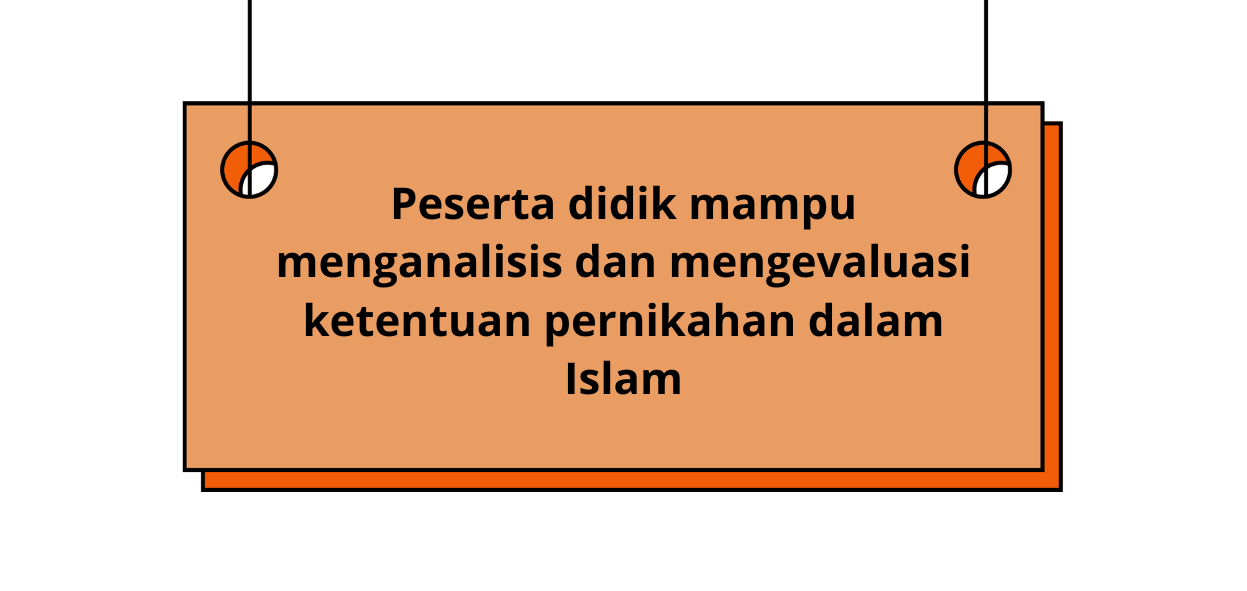 Peserta didik mampu
menganalisis dan mengevaluasi
ketentuan pernikahan dalam
Islam